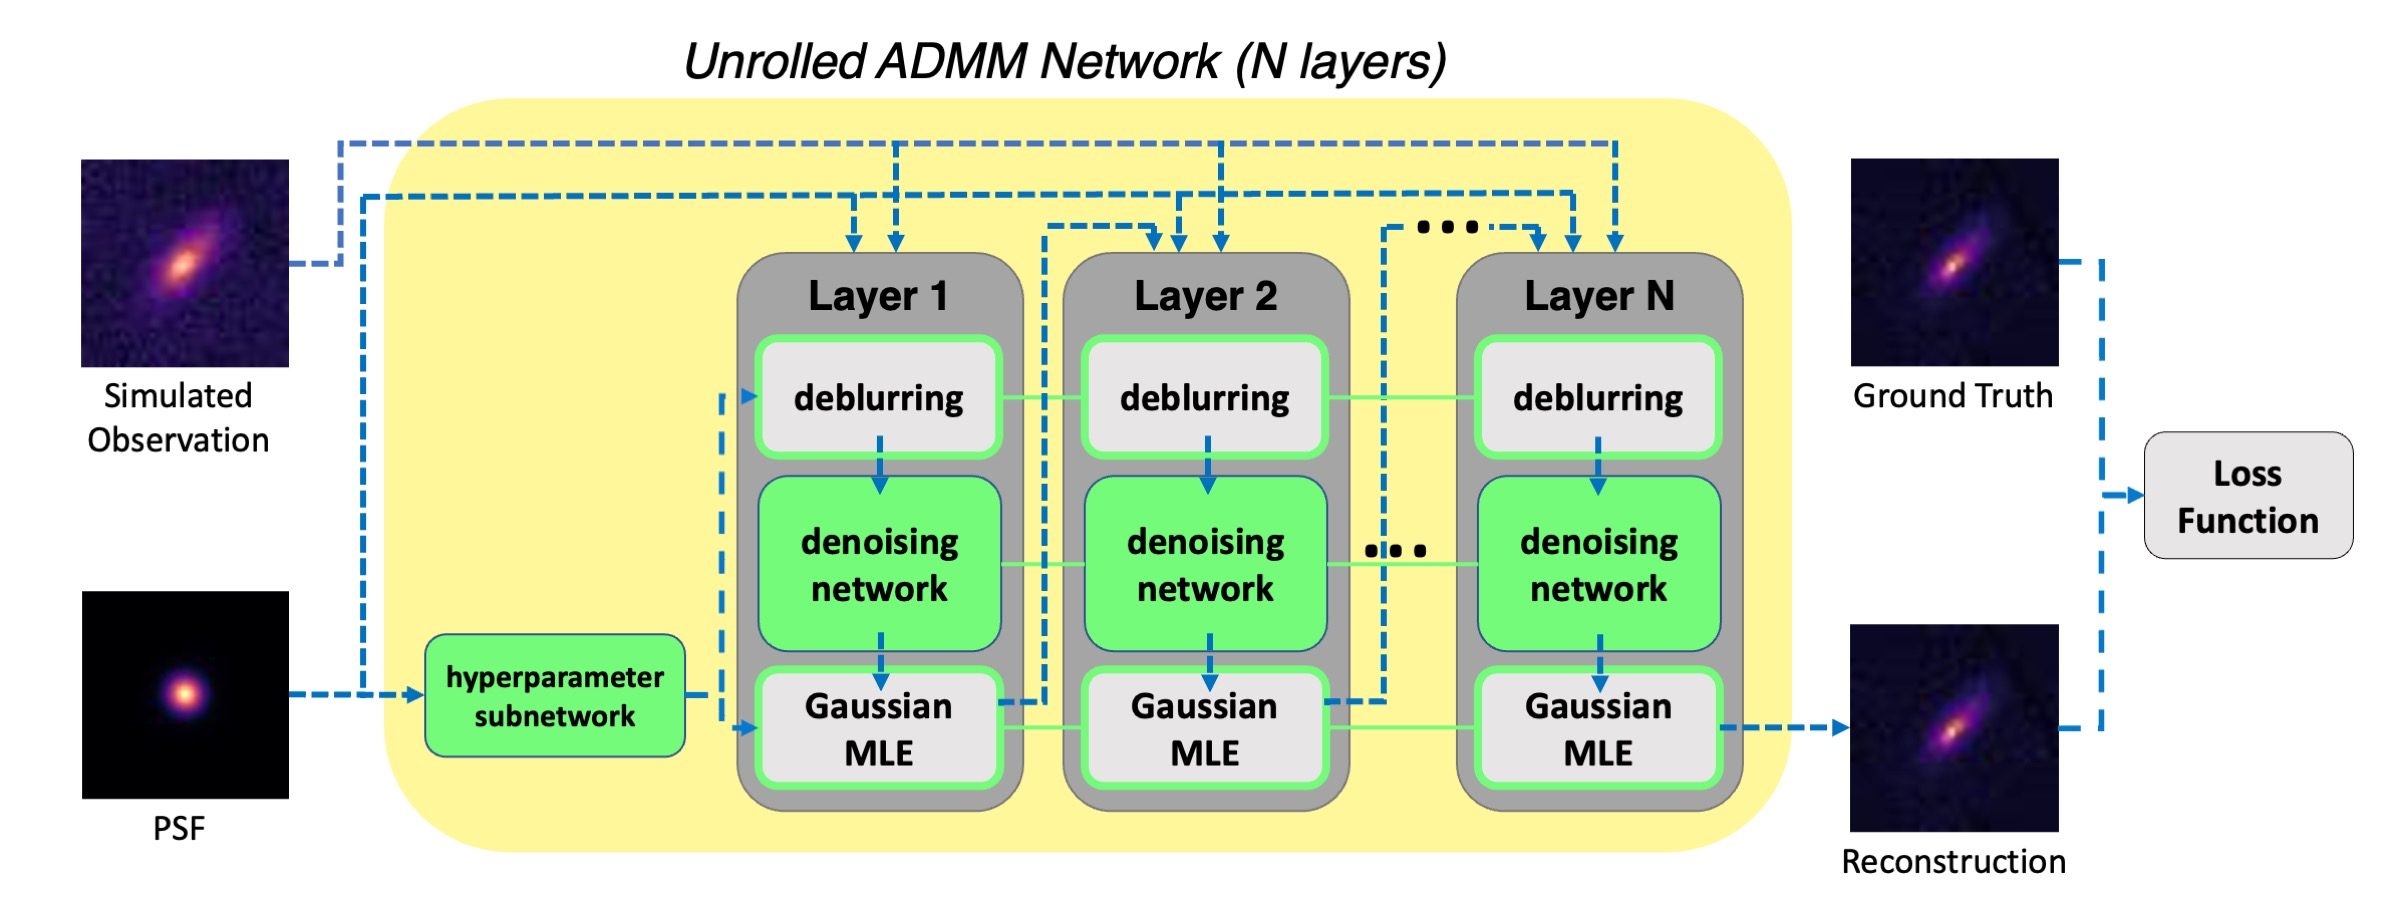 Unrolled ADMM Network (N layers)
Simulated
Observation
PSF
hyperparameter
subnetwork
Layer 1
deblurring
denoising
network
Gaussian
MLE
Layer 2
deblurring
denoising
network
Gaussian
MLE
Layer N
deblurring
denoising
network
Gaussian
MLE
Ground Truth
Reconstruction
Loss
Function